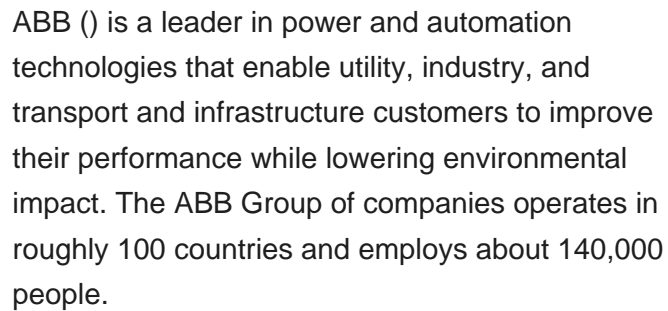 ABB () is a leader in power and automation
technologies that enable utility, industry, and
transport and infrastructure customers to improve
their performance while lowering environmental
impact. The ABB Group of companies operates in
roughly 100 countries and employs about 140,000
people.